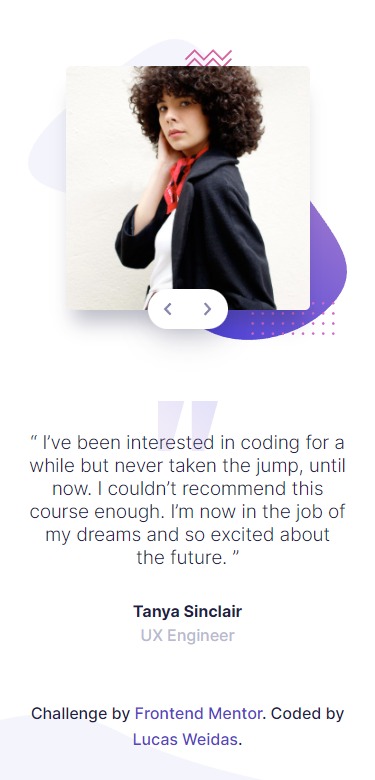 “ I’ve been interested in coding for a
while but never taken the jump, until
now. I couldn’t recommend this
course enough. I’m now in the job of
my dreams and so excited about
the future. ”
Tanya Sinclair
UX Engineer
Challenge by Frontend Mentor. Coded by
Lucas Weidas.